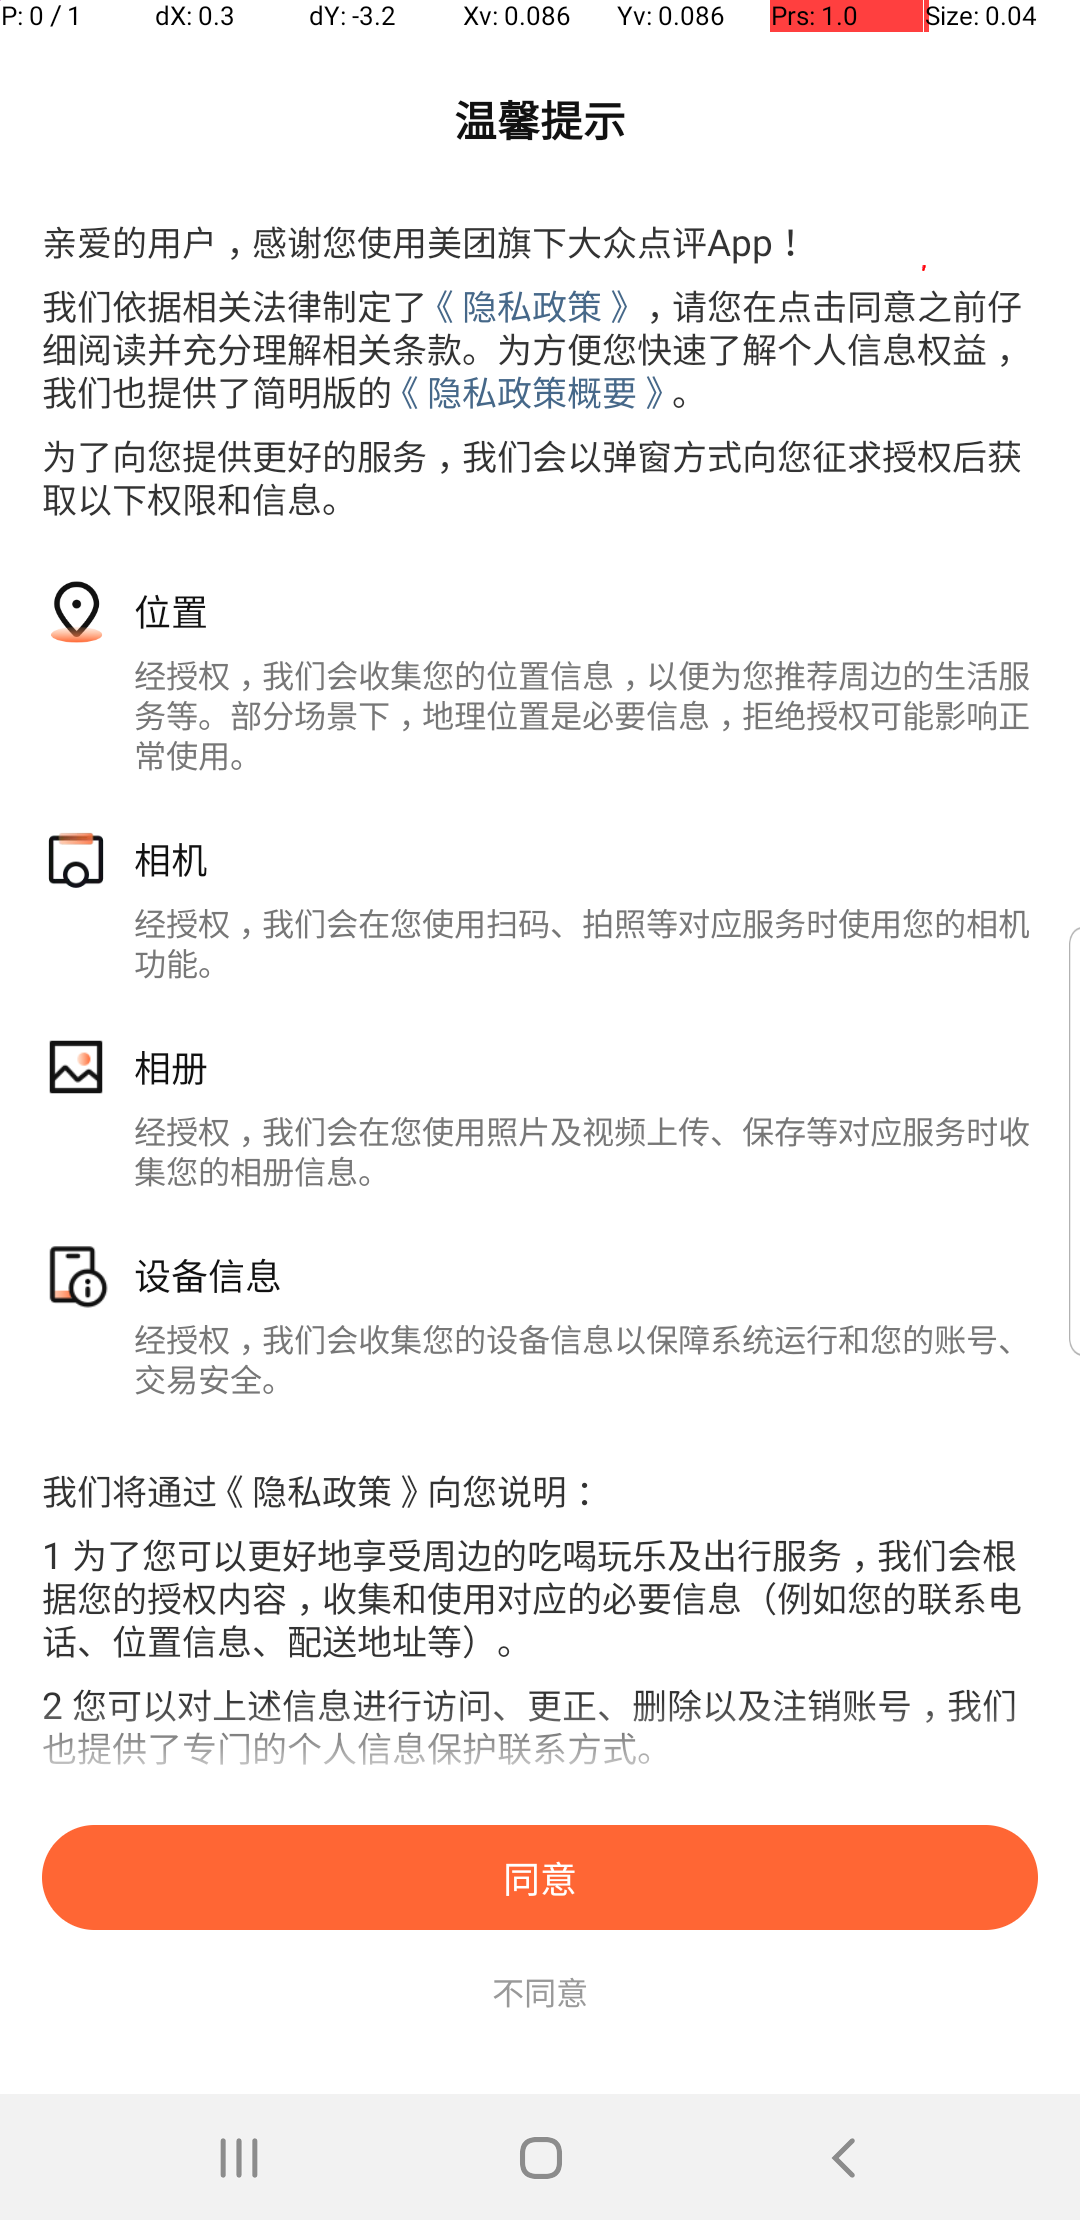 P: 0 / 1 dX: 0.3 dY: -3.2 Xv: 0.086 Yv: 0.086 Prs: 1.0 Size: 0.04
温馨提示
亲爱的用户，感谢您使用美团旗下大众点评App！
我们依据相关法律制定了《隐私政策》，请您在点击同意之前仔
细阅读并充分理解相关条款。为方便您快速了解个人信息权益，
我们也提供了简明版的《隐私政策概要》。
为了向您提供更好的服务，我们会以弹窗方式向您征求授权后获
取以下权限和信息。
位置
经授权，我们会收集您的位置信息，以便为您推荐周边的生活服
务等。部分场景下，地理位置是必要信息，拒绝授权可能影响正
常使用。
相机
经授权，我们会在您使用扫码、拍照等对应服务时使用您的相机
功能。
相册
经授权，我们会在您使用照片及视频上传、保存等对应服务时收
集您的相册信息。
设备信息
经授权，我们会收集您的设备信息以保障系统运行和您的账号、
交易安全。
我们将通过《隐私政策》向您说明：
1 为了您可以更好地享受周边的吃喝玩乐及出行服务，我们会根
据您的授权内容，收集和使用对应的必要信息（例如您的联系电
话、位置信息、配送地址等）。
2 您可以对上述信息进行访问、更正、删除以及注销账号，我们
也提供了专门的个人信息保护联系方式。
同意
不同意